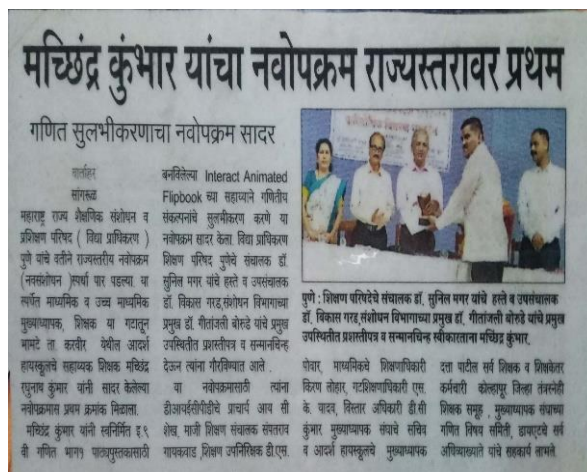 मच्छिंद्र कुंभार यांचा नवोपक्रम राज्यस्तरावर प्रथम
गणित सुलभीकरणाचा नवोपक्रम सादर
वार्ताहर
सांगरूळ
महाराष्ट्र राज्य शैक्षणिक संशोधन व
प्रशिक्षण परिषद ( विद्या प्राधिकरण )
पुणे यांचे वतीने राज्यस्तरीय नवोपक्रम
(नवसंशोधन )स्पर्धा पार पडल्या. या
स्पर्धेत माध्यमिक व उच्च माध्यमिक
मुख्याध्यापक, शिक्षक या गटातून
मामटे ता. करवीर येथील आदर्श
हायस्कूलचे सहाय्यक शिक्षक मच्छिंद्र
रघुनाथ कुंभार यांनी सादर केलेल्या
नवोपक्रमास प्रथम क्रमांक मिळाला.
मच्छिंद्र कुंभार यांनी स्वनिर्मित इ.९
वी गणित भाग१ पाठ्यपुस्तकासाठी
बनविलेल्या Interact Animated
Flipbook च्या सहाय्याने गणितीय
संकल्पनांचे सुलभीकरण करणे या
नवोपक्रम सादर केला. विद्या प्राधिकरण
शिक्षण परिषद पुणेचे संचालक डॉ.
सुनिल मगर यांचे हस्ते व उपसंचालक
डॉ. विकास गरड,संशोधन विभागाच्या
प्रमुख डॉ. गीतांजली बोरुडे यांचे प्रमुख
उपस्थितीत प्रशस्तीपत्र व सन्मानचिन्ह
देऊन त्यांना गौरविण्यात आले .
या नवोपक्रमासाठी त्यांना
डीआयईसीपीडीचे प्राचार्य आय सी
शेख, माजी शिक्षण संचालक संपतराव
गायकवाड ,शिक्षण उपनिरिक्षक डी.एस.
पुणे : शिक्षण परिषदेचे संचालक डॉ. सुनिल मगर यांचे हस्ते व उपसंचालक
डॉ. विकास गरड,संशोधन विभागाच्या प्रमुख डॉ. गीतांजली बोरुडे यांचे प्रमुख
उपस्थितीत प्रशस्तीपत्र व सन्मानचिन्ह स्वीकारताना मच्छिंद्र कुंभार.
पोवार, माध्यमिकचे शिक्षणाधिकारी
किरण लोहार, गटशिक्षणाधिकारी एस.
के. यादव, विस्तार अधिकारी डी.सी
कुंभार मुख्याध्यापक संघाचे सचिव
व आदर्श हायस्कूलचे मुख्याध्यापक
दत्ता पाटील सर्व शिक्षक व शिक्षकेतर
कर्मचारी कोल्हापूर जिल्हा तंत्रस्नेही
शिक्षक समूह , मुख्याध्यापक संघाच्या
गणित विषय समिती, डायएटचे सर्व
अधिव्याख्याते यांचे सहकार्य लाभले.